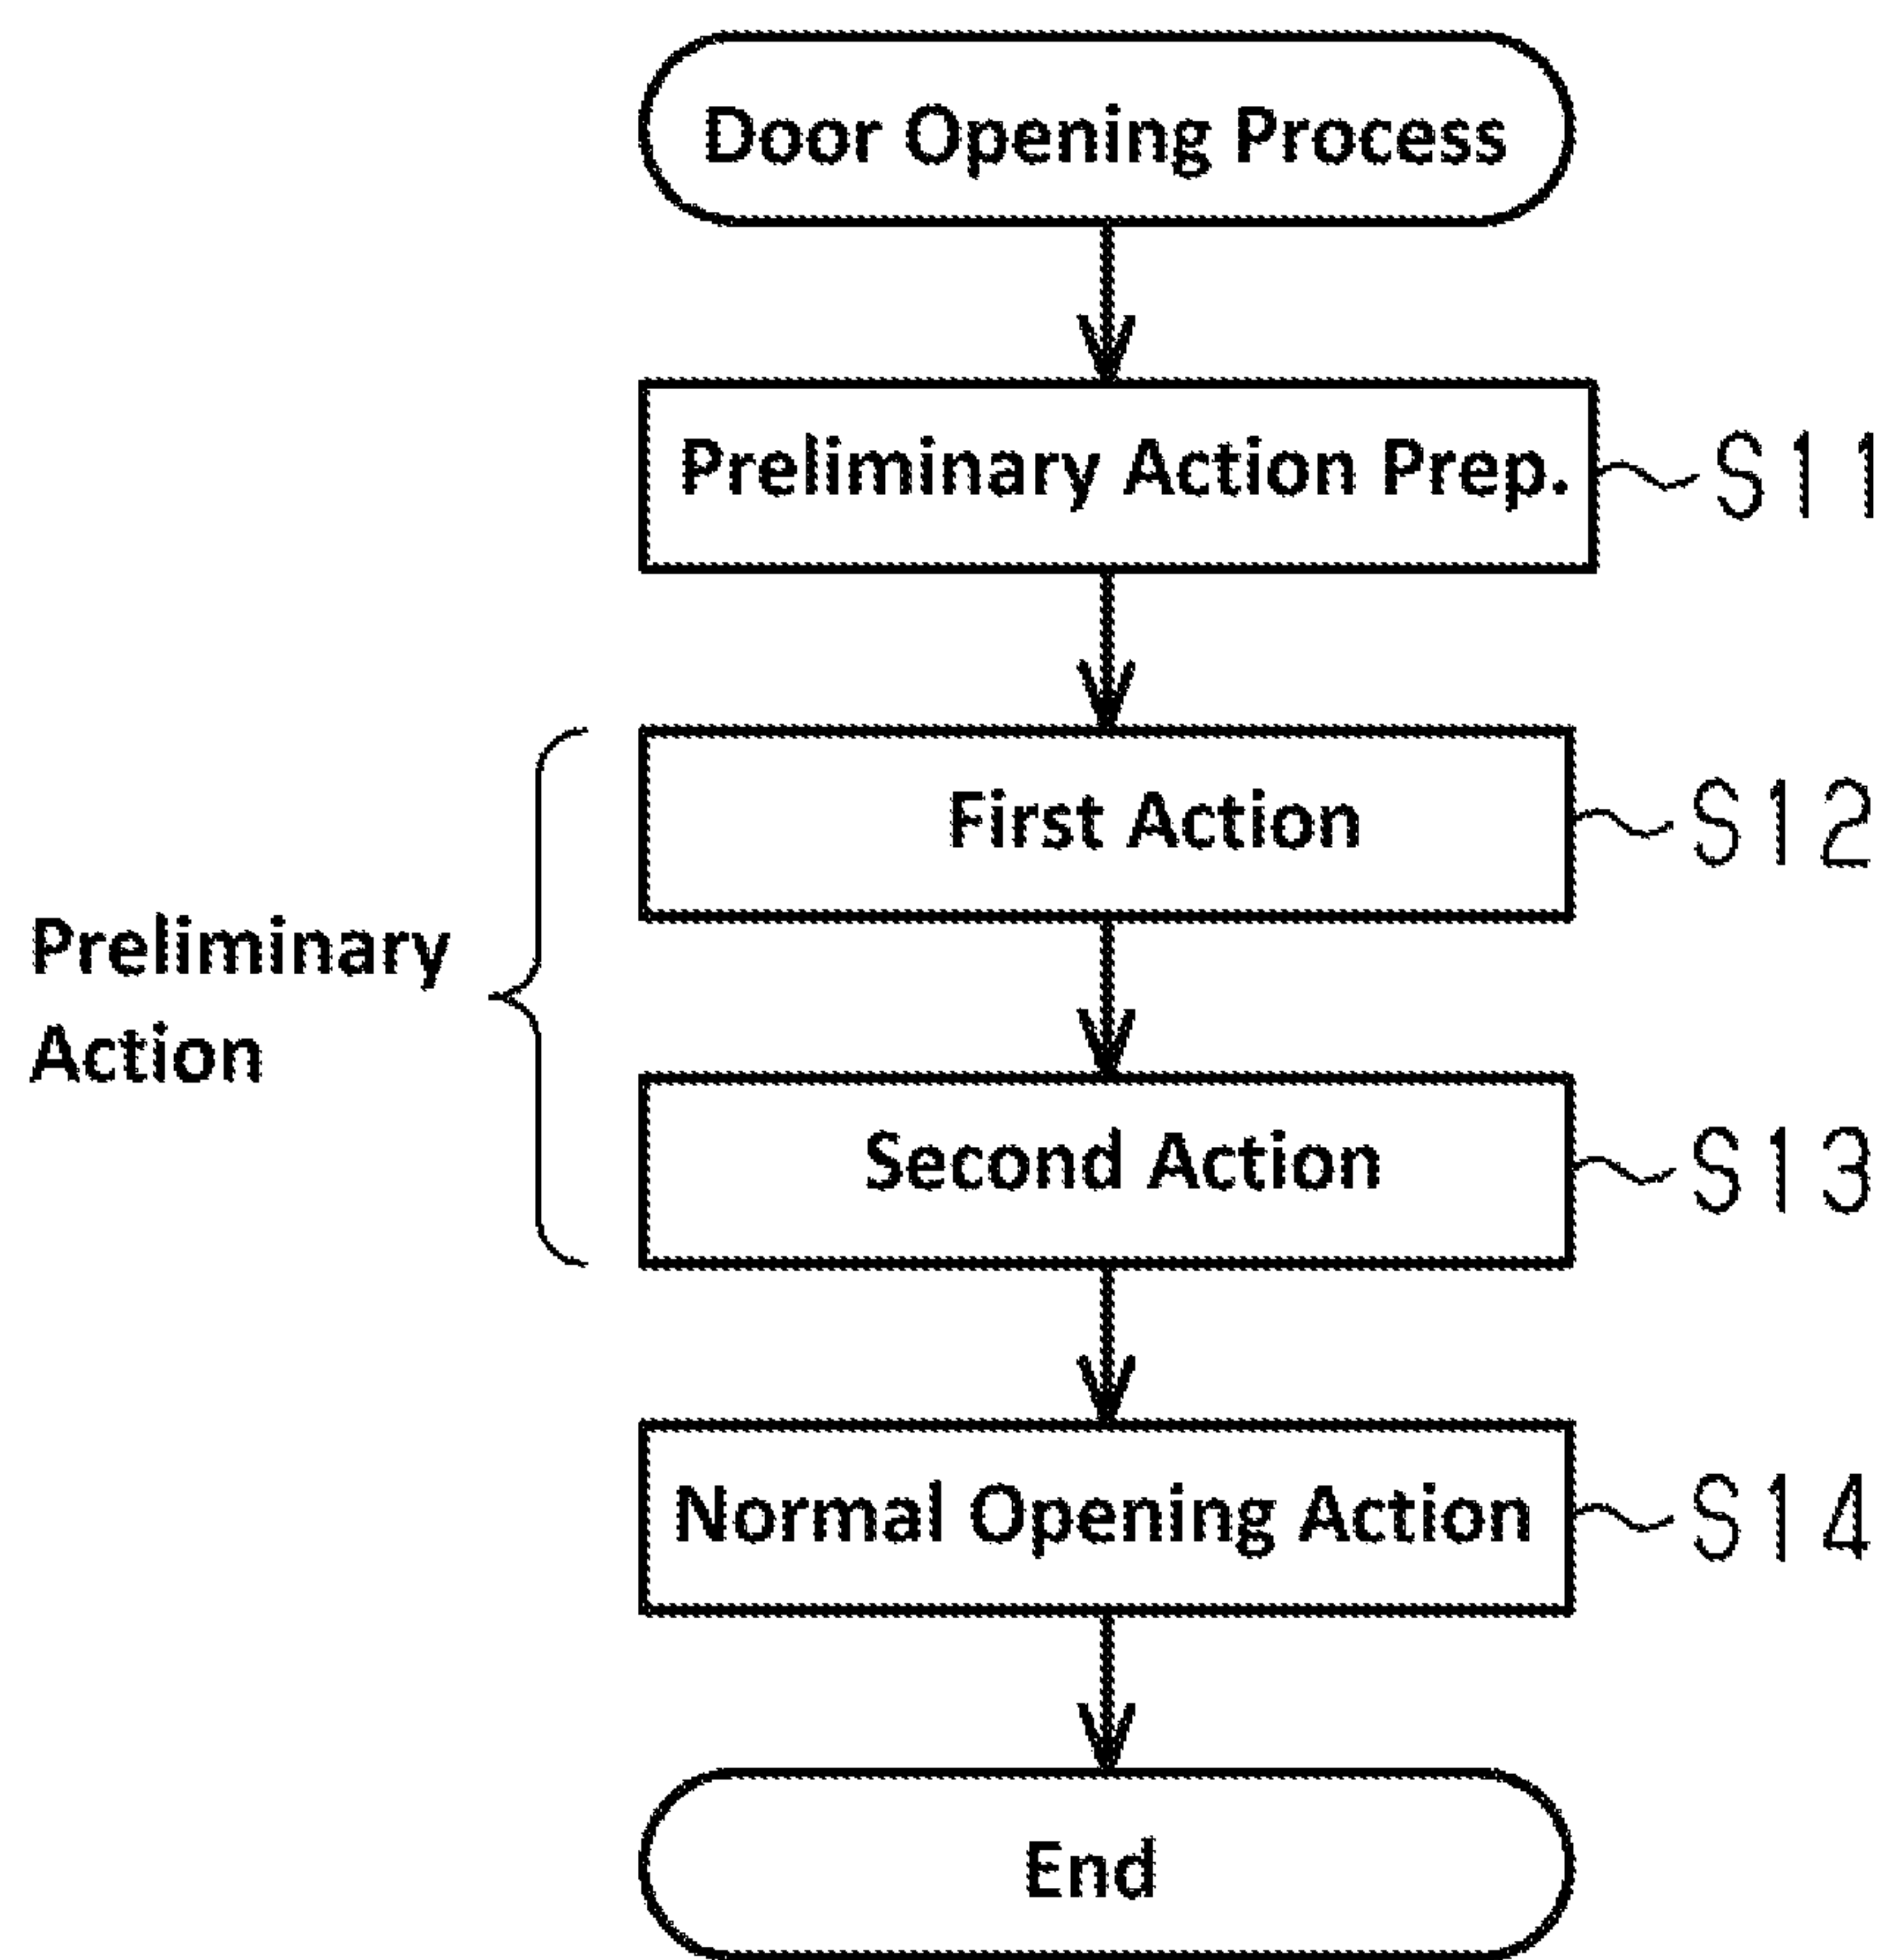 Door Opening Process
Preliminary Action Prep.
S11
First Action
S12
Preliminary
Action
Second Action
S13
Normal Opening Action
S14
End